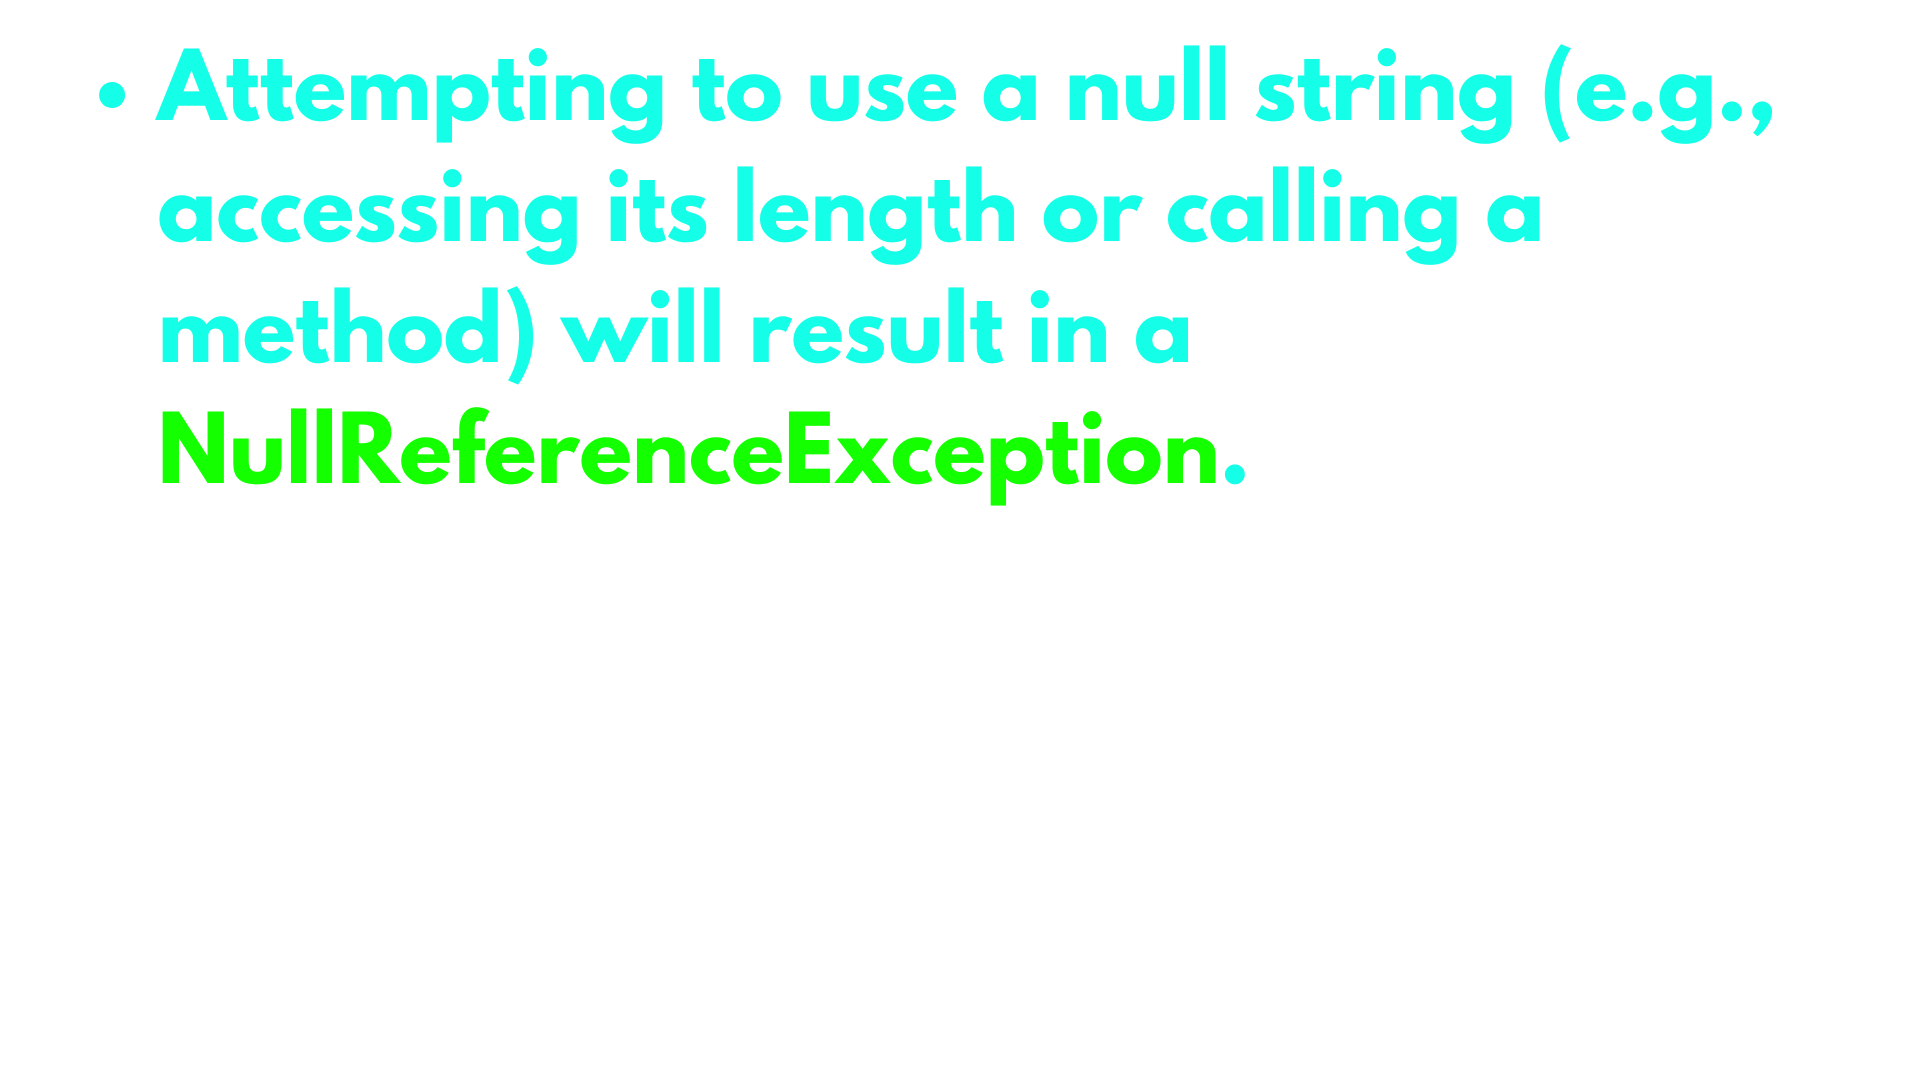 • Attempting to use a null string (e.g.,
accessing its length or calling a
method) will result in a
NullReferenceException.